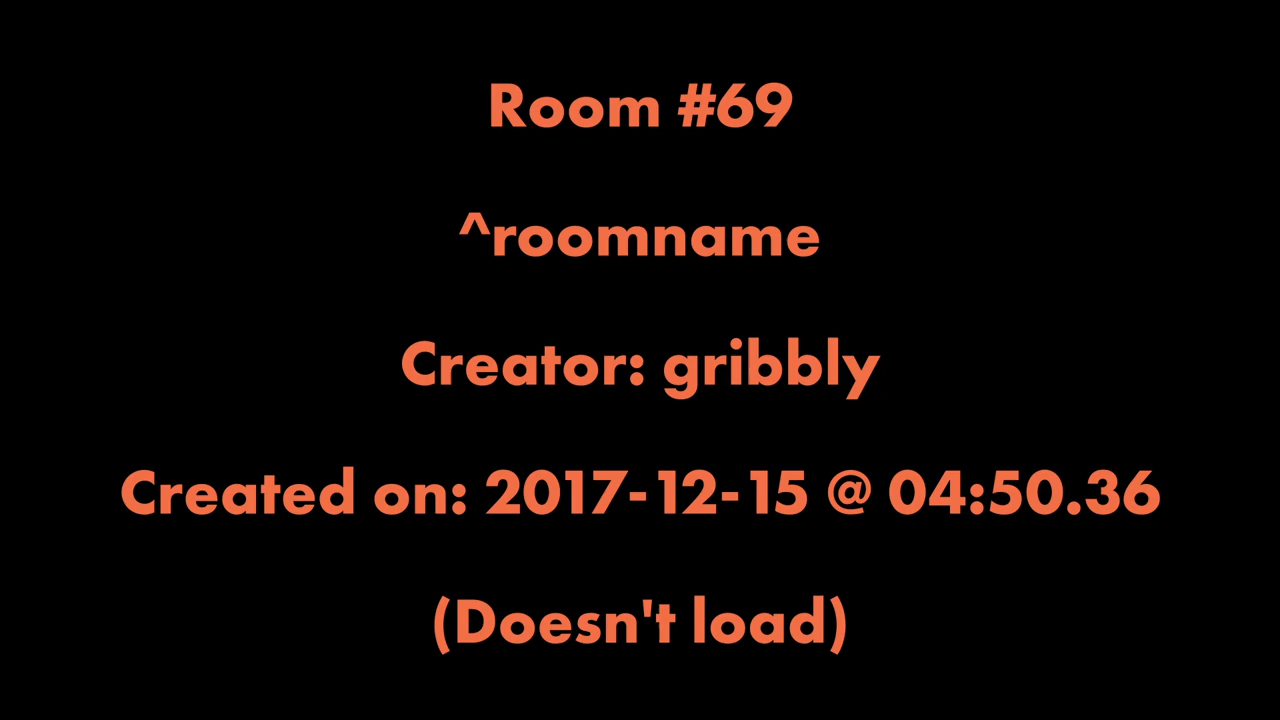 Room #69
^roomname
Creator: gribbly
Created on: 2017-12-15 @ 04:50.36
(Doesn't load)